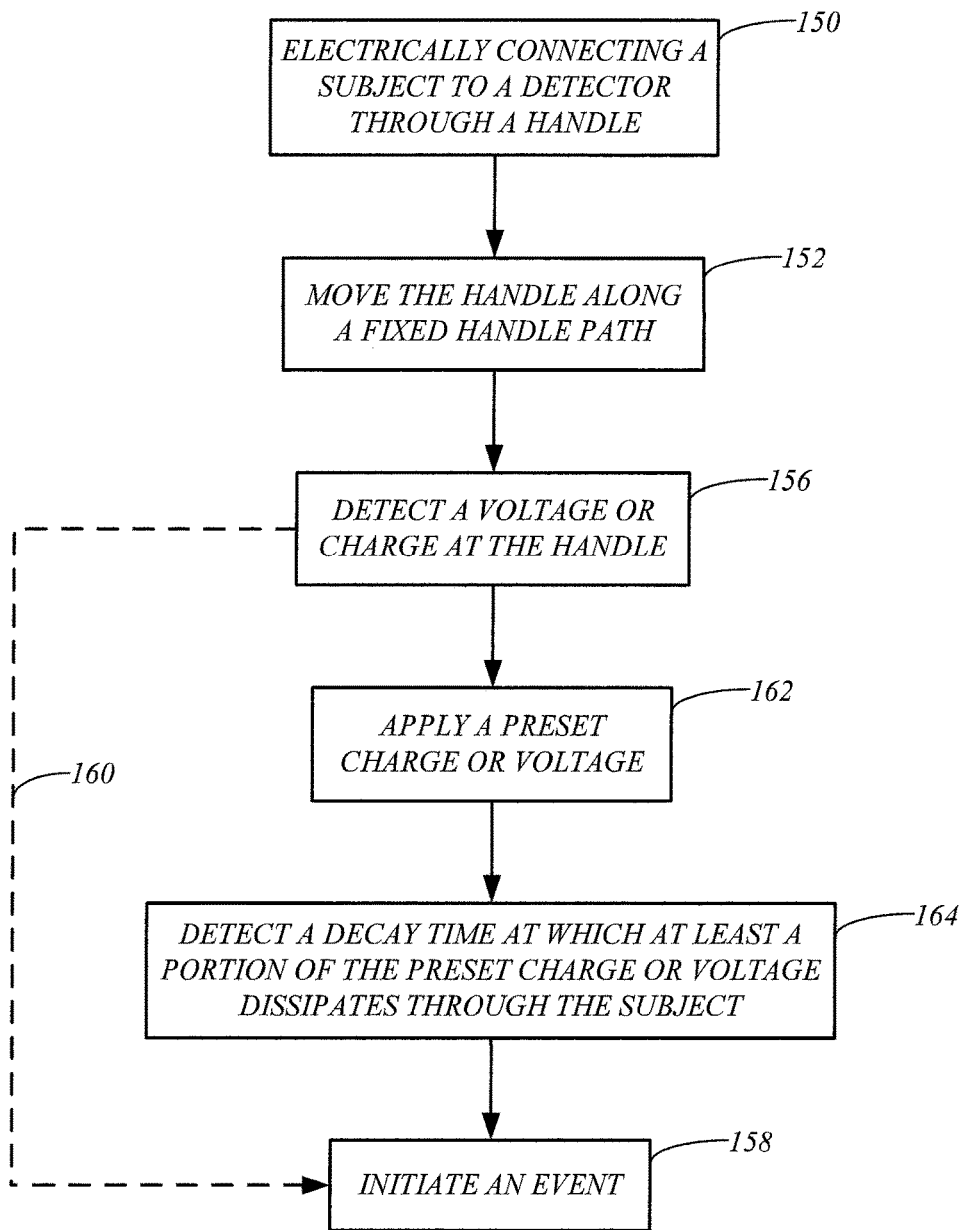 150
ELECTRICALLY CONNECTING A
SUBJECT TO A DETECTOR
THROUGH A HANDLE
152
MOVE THE HANDLE ALONG
A FIXED HANDLE PATH
156
DETECT A VOLTAGE OR
CHARGE AT THE HANDLE
162
APPLY A PRESET
CHARGE OR VOLTAGE
160
164
DETECT A DECAY TIME AT WHICH AT LEAST A
PORTION OF THE PRESET CHARGE OR VOLTAGE
DISSIPATES THROUGH THE SUBJECT
158
INITIATE AN EVENT